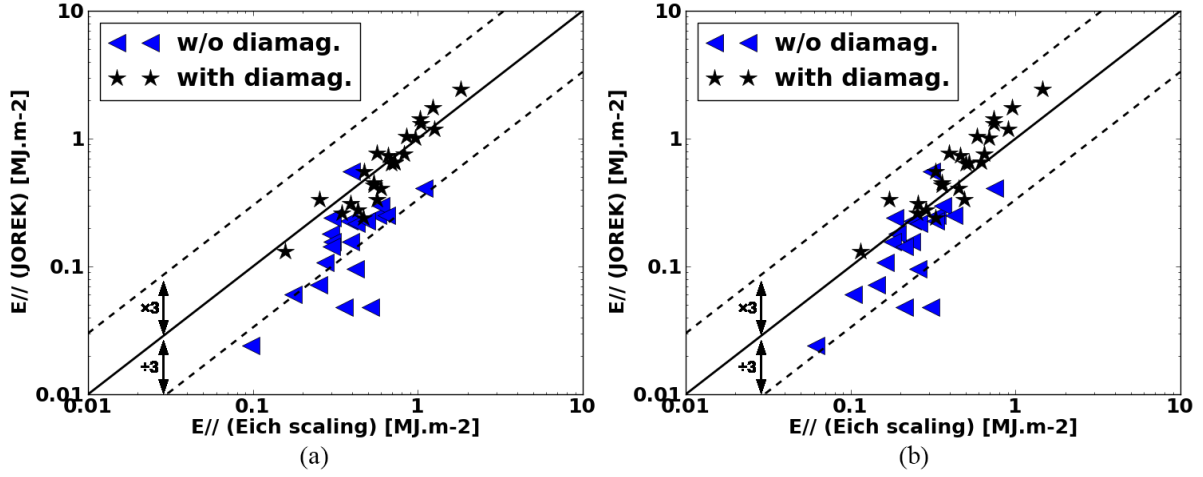 10
1
0.1
0.01
E// (JOREK) [MJ.m-2]
w/o diamag.
with diamag.
×3
÷3
0.01
0.1
1
10
E// (Eich scaling) [MJ.m-2]
(a)
10
1
0.1
0.01
E// (JOREK) [MJ.m-2]
w/o diamag.
with diamag.
×3
÷3
0.01
0.1
1
10
E// (Eich scaling) [MJ.m-2]
(b)